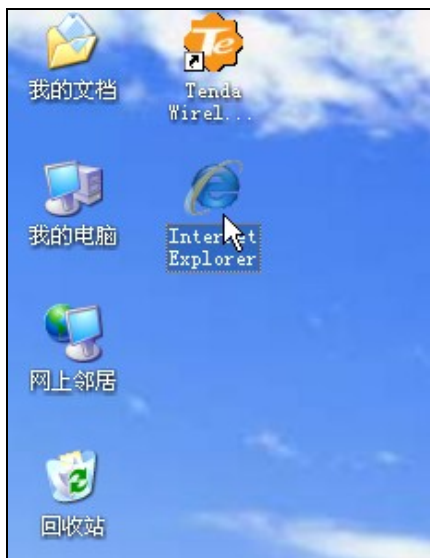 我的文档
Te
Tenda
Wirel...
我的电脑
Internet
Explorer
网上邻居
回收站